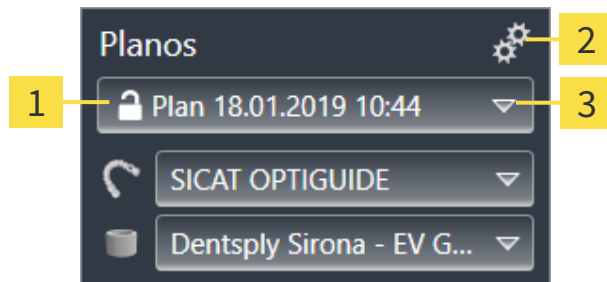 Planos
2
1
Plan 18.01.2019 10:44
3
SICAT OPTIGUIDE
Dentsply Sirona - EV G...